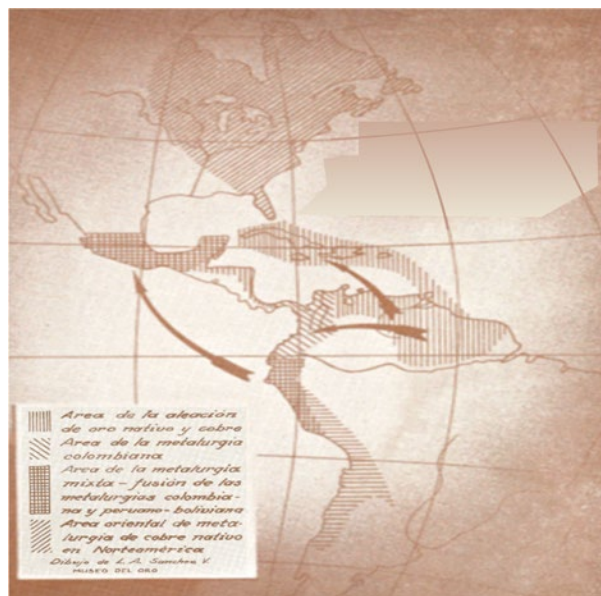 Area de la aleación
de oro nativo y cobre
Area de la metalurgia
colombiana
Area de la metalurgia
mixta - fusión de las
metalurgias colombia-
na y peruano-boliviana
Area oriental de meta-
lurgia de cobre nativo
en Norteamérica
Dibujo de L. A. Sanchez V.
MUSEO DEL ORO